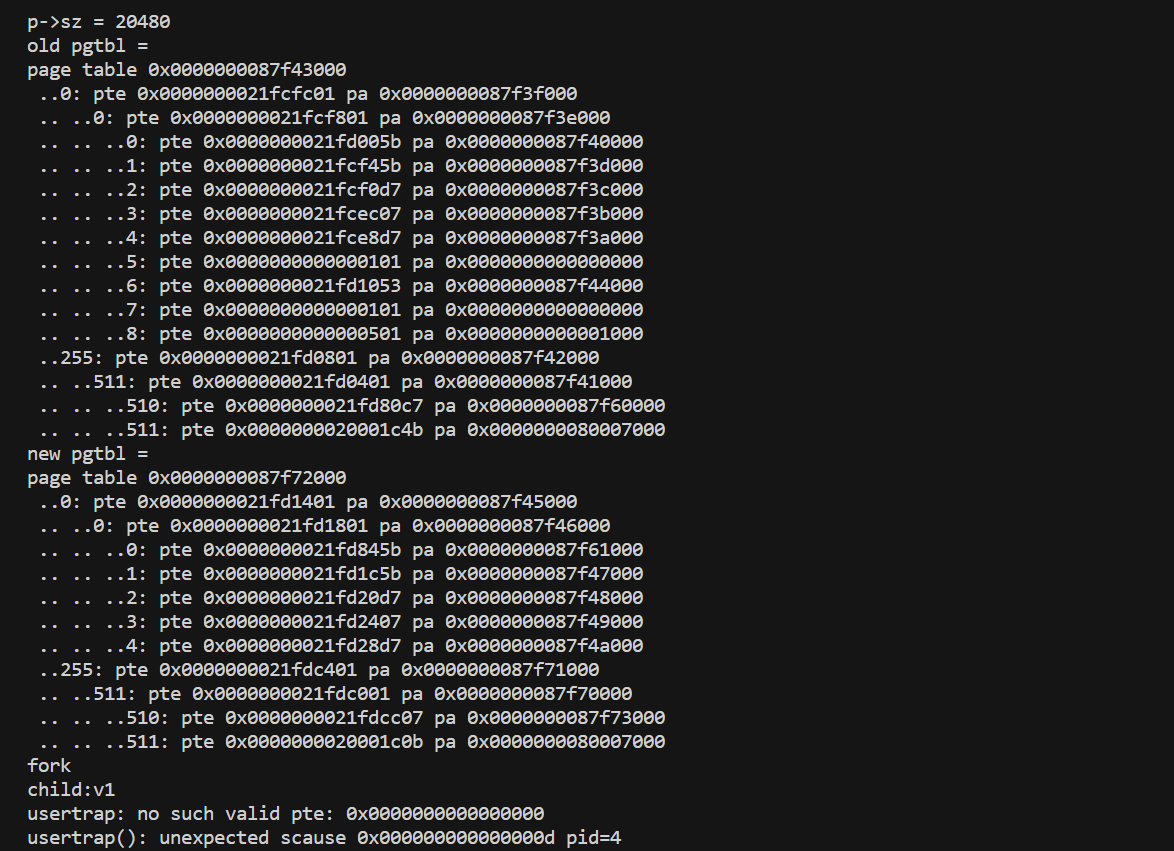 p->sz = 20480
old pgtbl =
page table 0x0000000087f43000
..0: pte 0x0000000021fcfc01 pa 0x0000000087f3f000
.. ..0: pte 0x0000000021fcf801 pa 0x0000000087f3e000
.. .. ..0: pte 0x0000000021fd005b pa 0x0000000087f40000
.. .. ..1: pte 0x0000000021fcf45b pa 0x0000000087f3d000
.. .. ..2: pte 0x0000000021fcf0d7 pa 0x0000000087f3c000
.. .. ..3: pte 0x0000000021fcec07 pa 0x0000000087f3b000
.. .. ..4: pte 0x0000000021fce8d7 pa 0x0000000087f3a000
.. .. ..5: pte 0x0000000000000101 pa 0x0000000000000000
.. .. ..6: pte 0x0000000021fd1053 pa 0x0000000087f44000
.. .. ..7: pte 0x0000000000000101 pa 0x0000000000000000
.. .. ..8: pte 0x0000000000000501 pa 0x0000000000001000
..255: pte 0x0000000021fd0801 pa 0x0000000087f42000
.. ..511: pte 0x0000000021fd0401 pa 0x0000000087f41000
.. .. ..510: pte 0x0000000021fd80c7 pa 0x0000000087f60000
.. .. ..511: pte 0x0000000020001c4b pa 0x0000000080007000
new pgtbl =
page table 0x0000000087f72000
..0: pte 0x0000000021fd1401 pa 0x0000000087f45000
.. ..0: pte 0x0000000021fd1801 pa 0x0000000087f46000
.. .. ..0: pte 0x0000000021fd845b pa 0x0000000087f61000
.. .. ..1: pte 0x0000000021fd1c5b pa 0x0000000087f47000
.. .. ..2: pte 0x0000000021fd20d7 pa 0x0000000087f48000
.. .. ..3: pte 0x0000000021fd2407 pa 0x0000000087f49000
.. .. ..4: pte 0x0000000021fd28d7 pa 0x0000000087f4a000
..255: pte 0x0000000021fdc401 pa 0x0000000087f71000
.. ..511: pte 0x0000000021fdc001 pa 0x0000000087f70000
.. .. ..510: pte 0x0000000021fdcc07 pa 0x0000000087f73000
.. .. ..511: pte 0x0000000020001c0b pa 0x0000000080007000
fork
child:v1
usertrap: no such valid pte: 0x0000000000000000
usertrap(): unexpected scause 0x000000000000000d pid=4